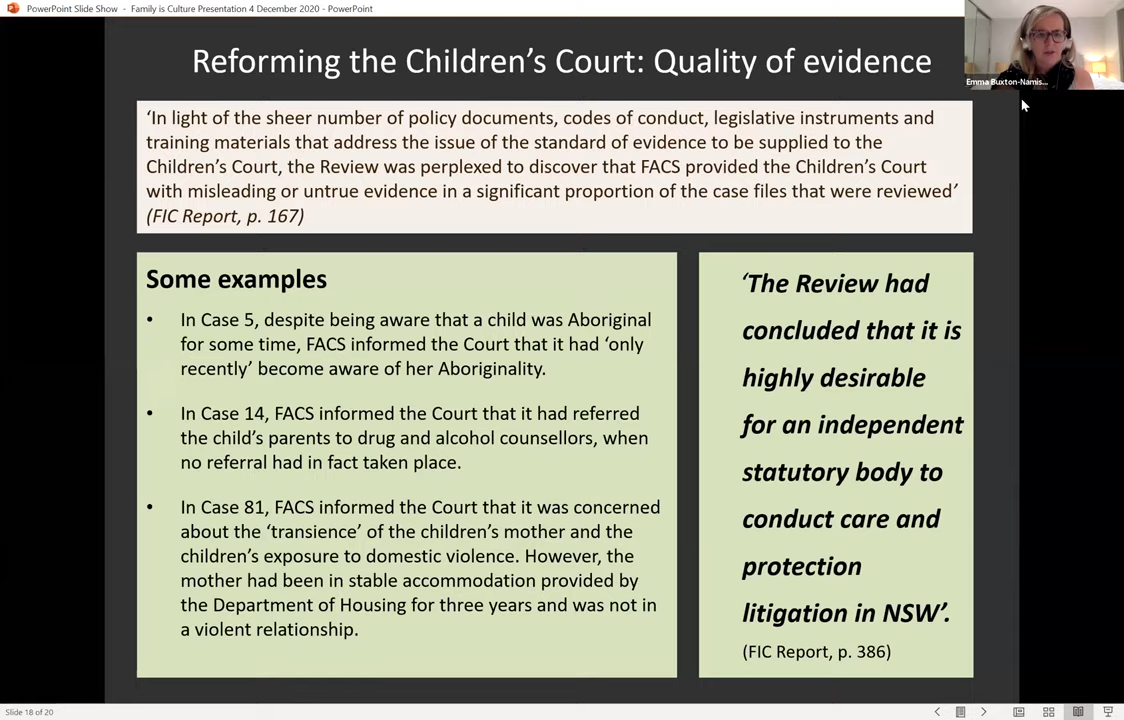 PowerPoint Slide Show - Family is Culture Presentation 4 December 2020 - PowerPoint
Emma Buxton-Namis...
Reforming the Children’s Court: Quality of evidence
‘In light of the sheer number of policy documents, codes of conduct, legislative instruments and
training materials that address the issue of the standard of evidence to be supplied to the
Children’s Court, the Review was perplexed to discover that FACS provided the Children’s Court
with misleading or untrue evidence in a significant proportion of the case files that were reviewed’
(FIC Report, p. 167)
Some examples
• In Case 5, despite being aware that a child was Aboriginal
for some time, FACS informed the Court that it had ‘only
recently’ become aware of her Aboriginality.
• In Case 14, FACS informed the Court that it had referred
the child’s parents to drug and alcohol counsellors, when
no referral had in fact taken place.
• In Case 81, FACS informed the Court that it was concerned
about the ‘transience’ of the children’s mother and the
children’s exposure to domestic violence. However, the
mother had been in stable accommodation provided by
the Department of Housing for three years and was not in
a violent relationship.
‘The Review had
concluded that it is
highly desirable
for an independent
statutory body to
conduct care and
protection
litigation in NSW’.
(FIC Report, p. 386)
Slide 18 of 20